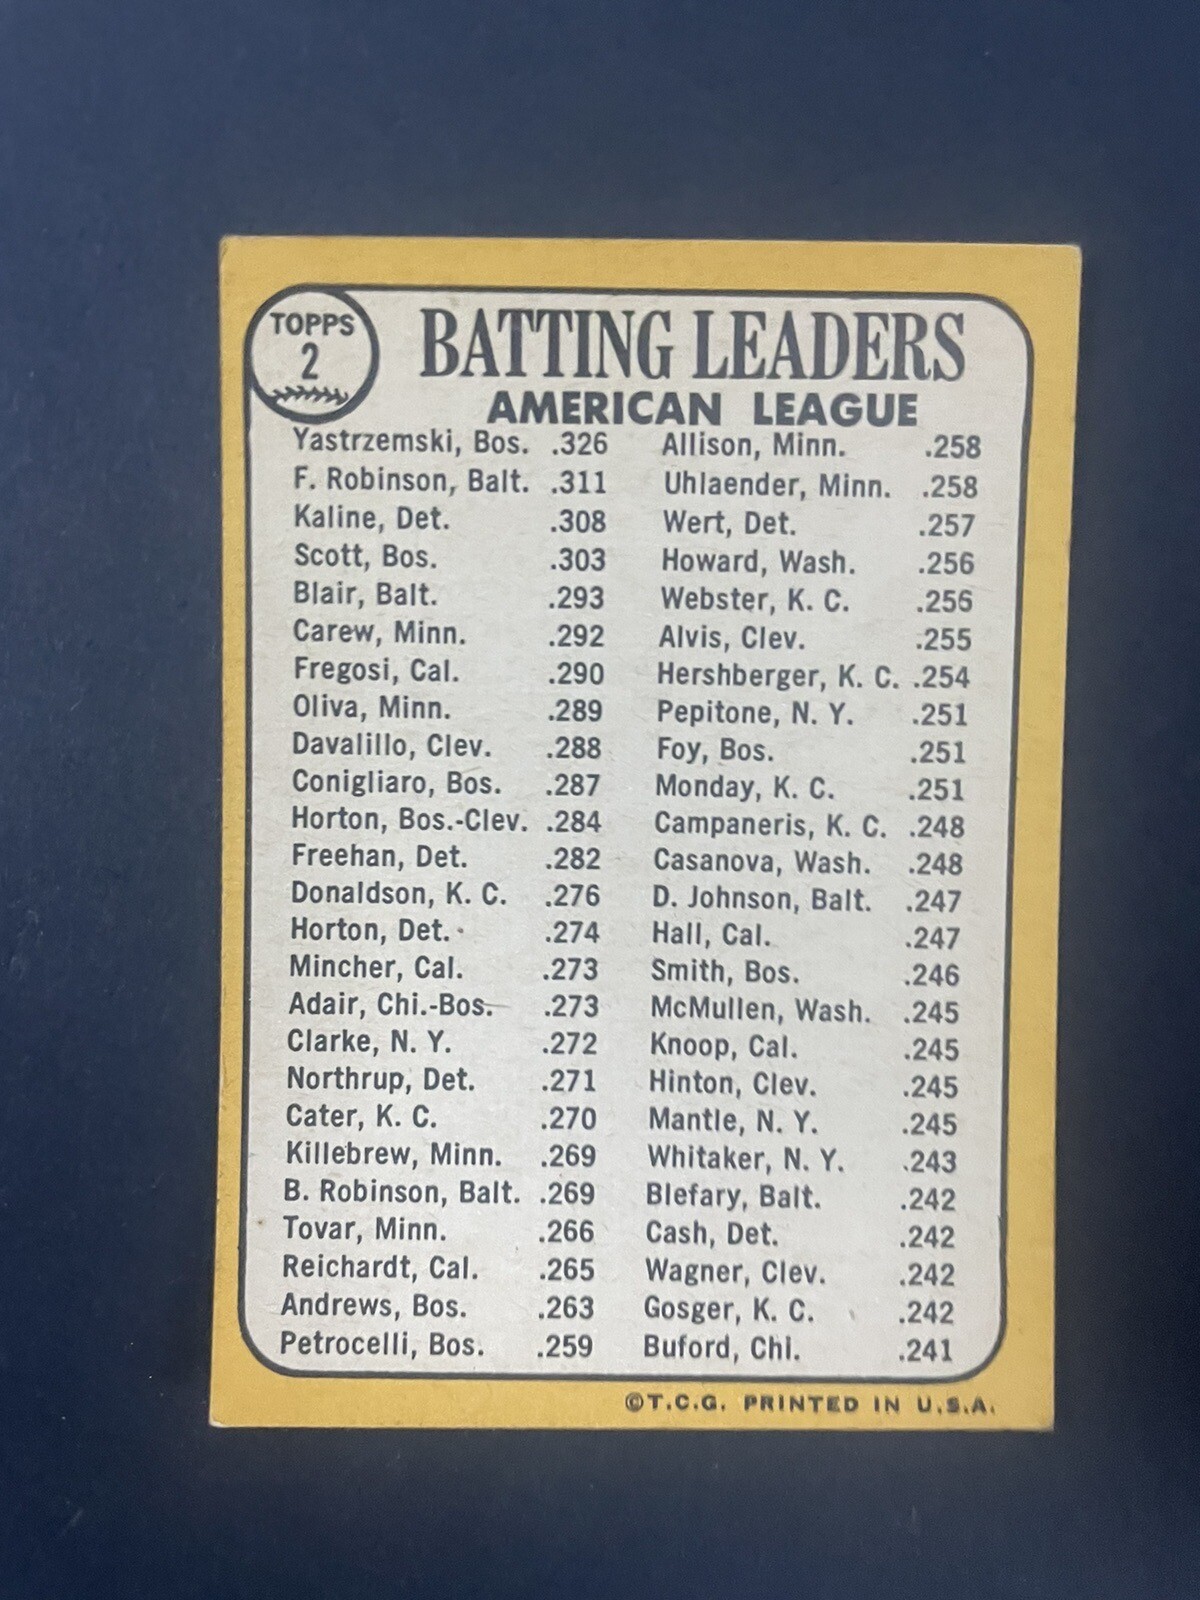 TOPPS
2
BATTING LEADERS
AMERICAN LEAGUE
Yastrzemski, Bos. .326
F. Robinson, Balt. .311
Kaline, Det. .308
Scott, Bos. .303
Blair, Balt. .293
Carew, Minn. .292
Fregosi, Cal. .290
Oliva, Minn. .289
Davalillo, Clev. .288
Conigliaro, Bos. .287
Horton, Bos.-Clev. .284
Freehan, Det. .282
Donaldson, K. C. .276
Horton, Det. .274
Mincher, Cal. .273
Adair, Chi.-Bos. .273
Clarke, N. Y. .272
Northrup, Det. .271
Cater, K. C. .270
Killebrew, Minn. .269
B. Robinson, Balt. .269
Tovar, Minn. .266
Reichardt, Cal. .265
Andrews, Bos. .263
Petrocelli, Bos. .259
Allison, Minn. .258
Uhlaender, Minn. .258
Wert, Det. .257
Howard, Wash. .256
Webster, K. C. .256
Alvis, Clev. .255
Hershberger, K. C. .254
Pepitone, N. Y. .251
Foy, Bos. .251
Monday, K. C. .251
Campaneris, K. C. .248
Casanova, Wash. .248
D. Johnson, Balt. .247
Hall, Cal. .247
Smith, Bos. .246
McMullen, Wash. .245
Knoop, Cal. .245
Hinton, Clev. .245
Mantle, N. Y. .245
Whitaker, N. Y. .243
Blefary, Balt. .242
Cash, Det. .242
Wagner, Clev. .242
Gosger, K. C. .242
Buford, Chi. .241
©T.C.G. PRINTED IN U.S.A.